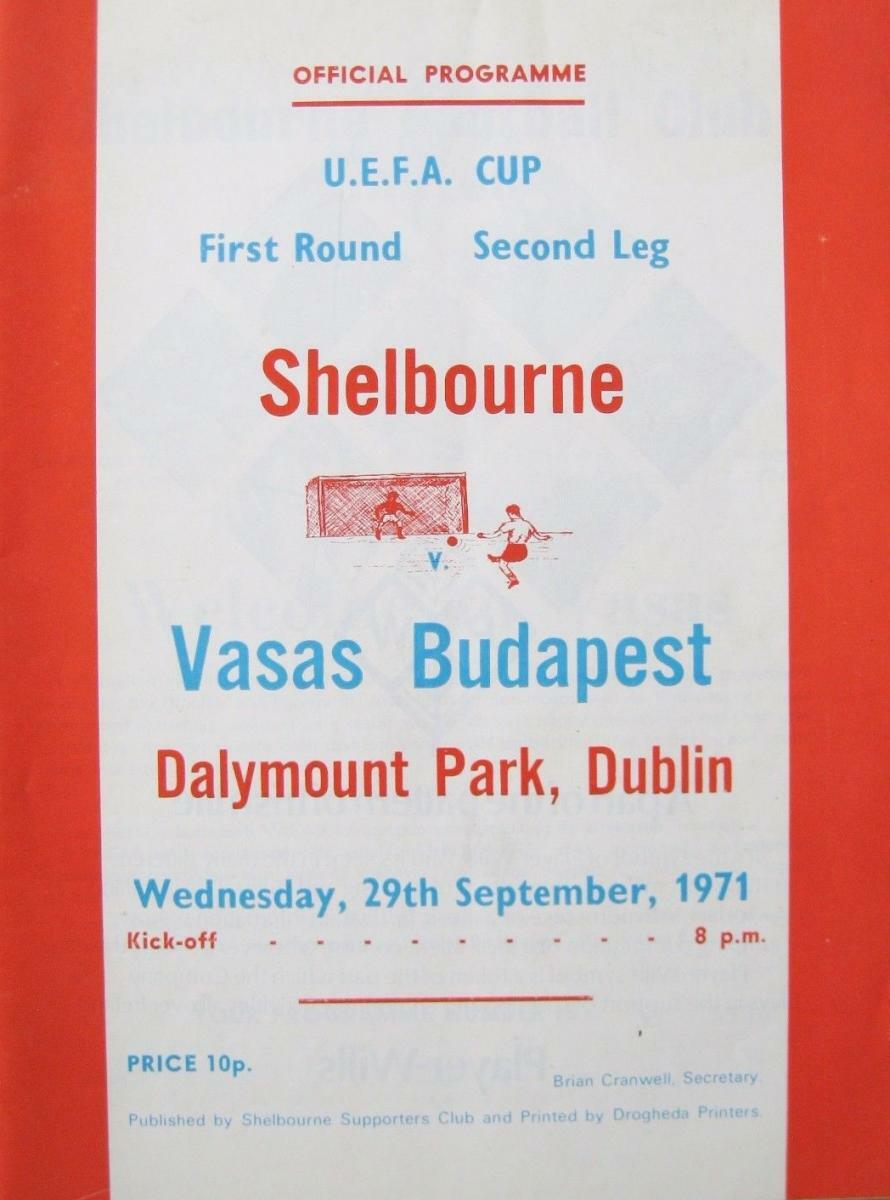 OFFICIAL PROGRAMME
U.E.F.A. CUP
First Round Second Leg
Shelbourne
v.
Vasas Budapest
Dalymount Park, Dublin
Wednesday, 29th September, 1971
Kick-off - - - - - - - - - 8 p.m.
PRICE 10p.
Brian Cranwell, Secretary.
Published by Shelbourne Supporters Club and Printed by Drogheda Printers.